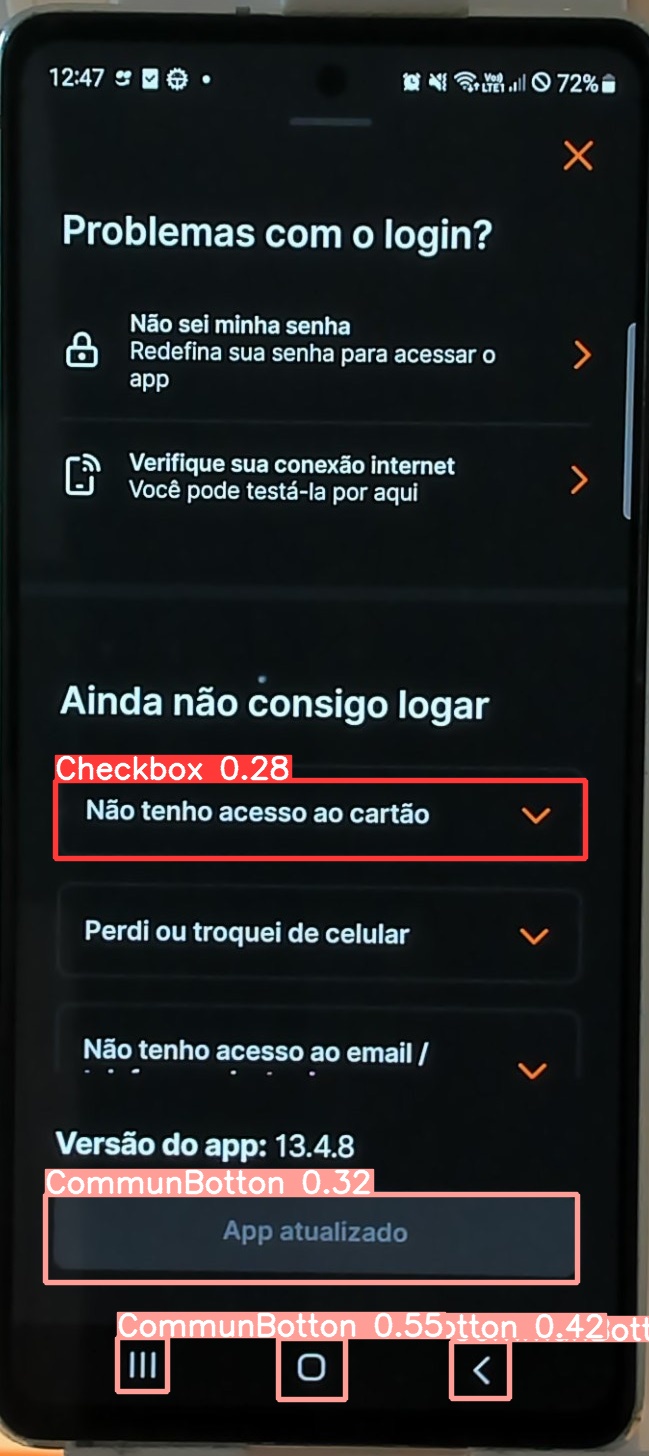 12:47
Vo))
LTE1
72%
Problemas com o login?
Não sei minha senha
Redefina sua senha para acessar o
app
Verifique sua conexão internet
Você pode testá-la por aqui
Ainda não consigo logar
Checkbox 0.28
Não tenho acesso ao cartão
Perdi ou troquei de celular
Não tenho acesso ao email /
Versão do app: 13.4.8
CommunBotton 0.32
App atualizado
CommunBotton 0.55 otton 0.42 ott